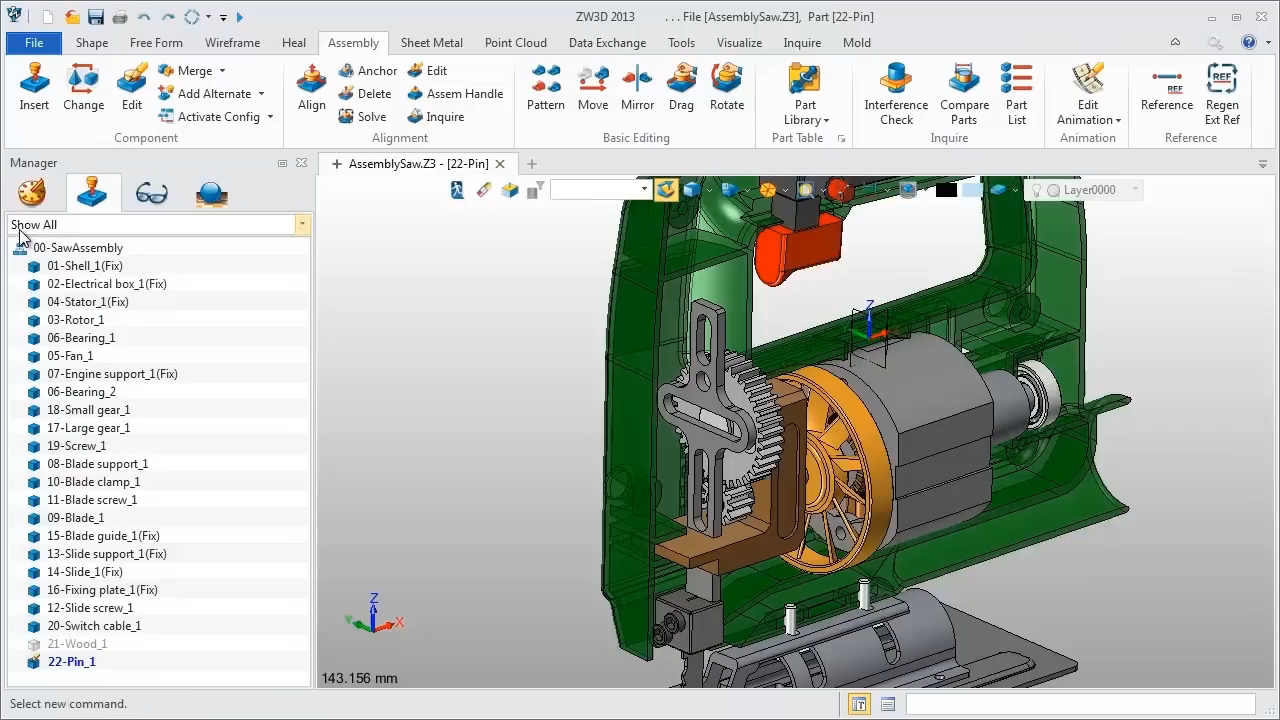 ZW3D 2013 ... File [AssemblySaw.Z3], Part [22-Pin]
File Shape Free Form Wireframe Heal Assembly Sheet Metal Point Cloud Data Exchange Tools Visualize Inquire Mold
Insert Change Edit
Merge
Add Alternate
Activate Config
Component
Align
Anchor
Delete
Solve
Edit
Assem Handle
Inquire
Alignment
Pattern Move Mirror Drag Rotate
Basic Editing
Part
Library
Part Table
Interference
Check
Compare
Parts
Part
List
Inquire
Edit
Animation
Animation
REF
Reference
REF
Regen
Ext Ref
Reference
Manager
AssemblySaw.Z3 - [22-Pin]
Layer0000
Show All
00-SawAssembly
01-Shell_1(Fix)
02-Electrical box_1(Fix)
04-Stator_1(Fix)
03-Rotor_1
06-Bearing_1
05-Fan_1
07-Engine support_1(Fix)
06-Bearing_2
18-Small gear_1
17-Large gear_1
19-Screw_1
08-Blade support_1
10-Blade clamp_1
11-Blade screw_1
09-Blade_1
15-Blade guide_1(Fix)
13-Slide support_1(Fix)
14-Slide_1(Fix)
16-Fixing plate_1(Fix)
12-Slide screw_1
20-Switch cable_1
21-Wood_1
22-Pin_1
Z
Z
Y
X
143.156 mm
Select new command.